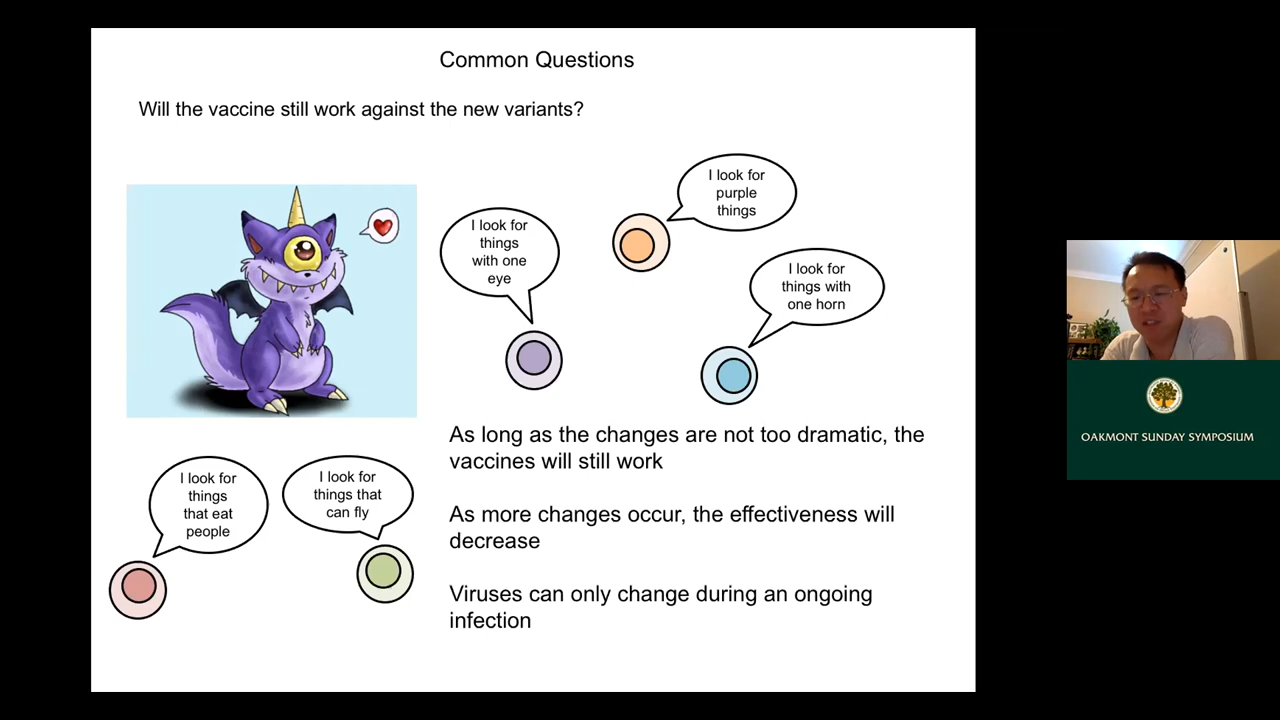 Common Questions
Will the vaccine still work against the new variants?
I look for
purple
things
I look for
things
with one
eye
I look for
things with
one horn
As long as the changes are not too dramatic, the
vaccines will still work
I look for
things
that eat
people
I look for
things that
can fly
As more changes occur, the effectiveness will
decrease
Viruses can only change during an ongoing
infection
OAKMONT SUNDAY SYMPOSIUM